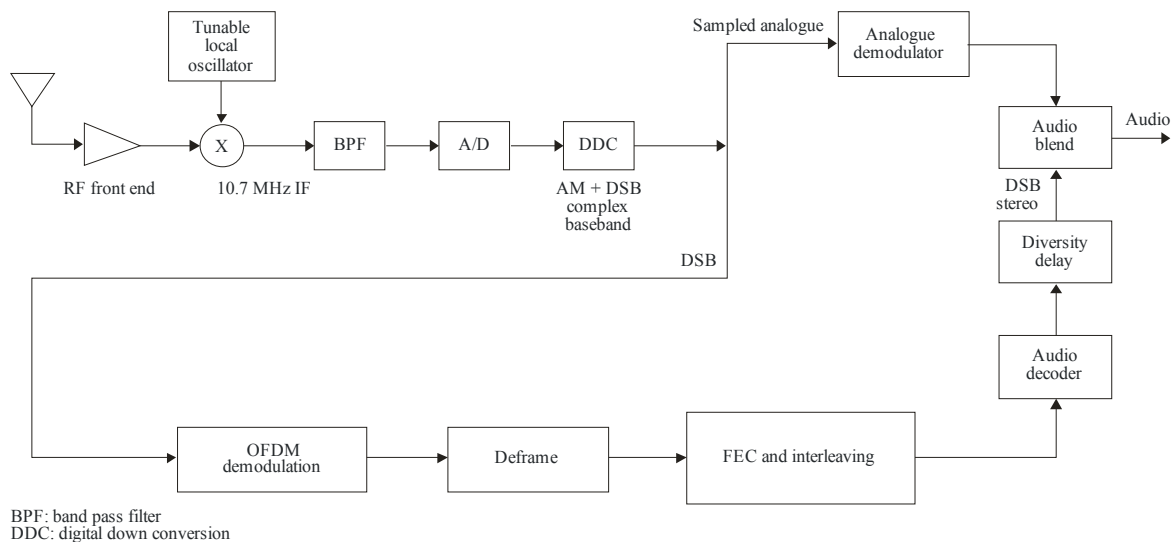 Tunable
local
oscillator
Sampled analogue
Analogue
demodulator
X
BPF
A/D
DDC
Audio
blend
Audio
RF front end
10.7 MHz IF
AM + DSB
complex
baseband
DSB
stereo
DSB
Diversity
delay
Audio
decoder
OFDM
demodulation
Deframe
FEC and interleaving
BPF: band pass filter
DDC: digital down conversion